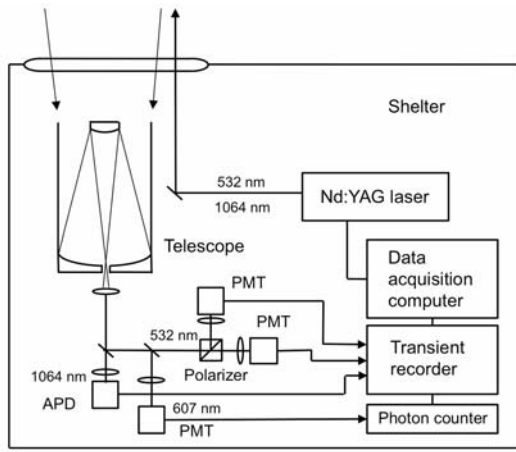 Shelter
532 nm
1064 nm
Nd:YAG laser
Telescope
Data
acquisition
computer
PMT
532 nm
PMT
Polarizer
Transient
recorder
1064 nm
APD
607 nm
PMT
Photon counter